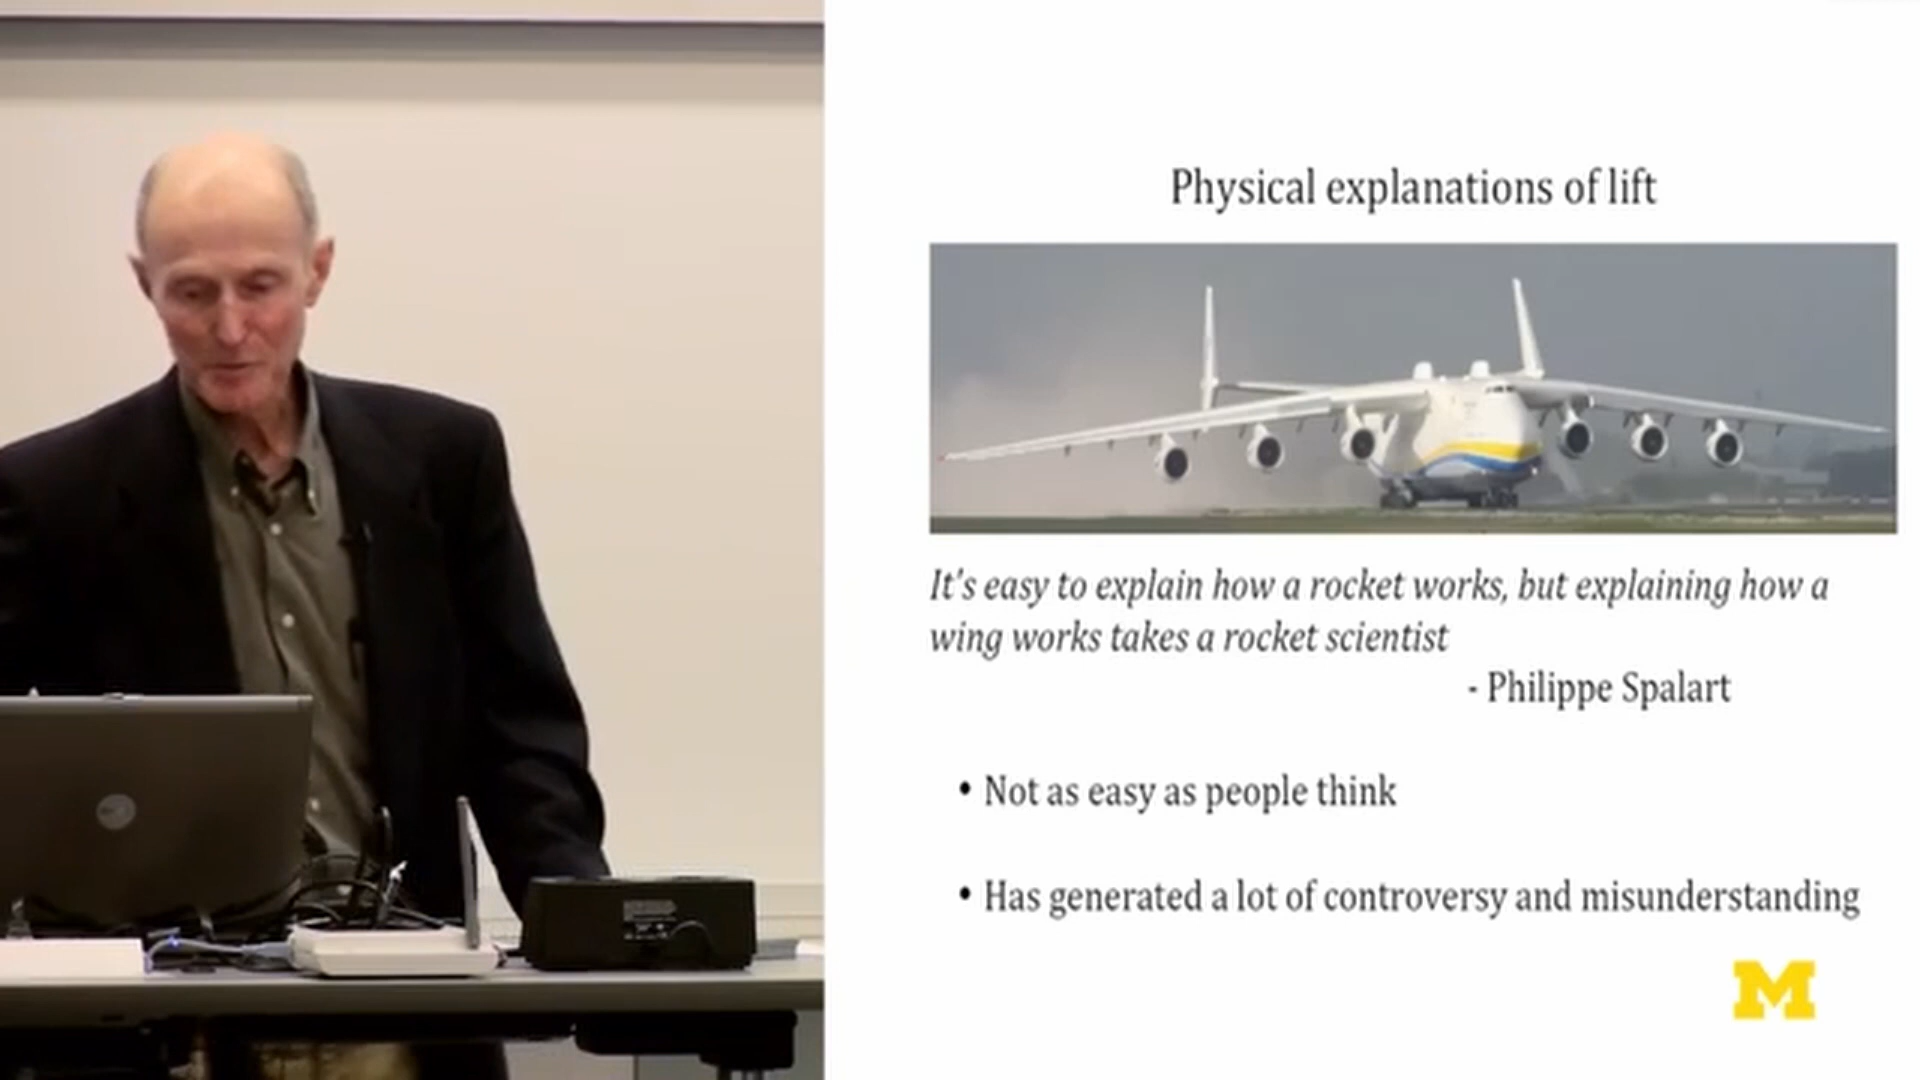 Physical explanations of lift
It's easy to explain how a rocket works, but explaining how a
wing works takes a rocket scientist
- Philippe Spalart
• Not as easy as people think
• Has generated a lot of controversy and misunderstanding
M